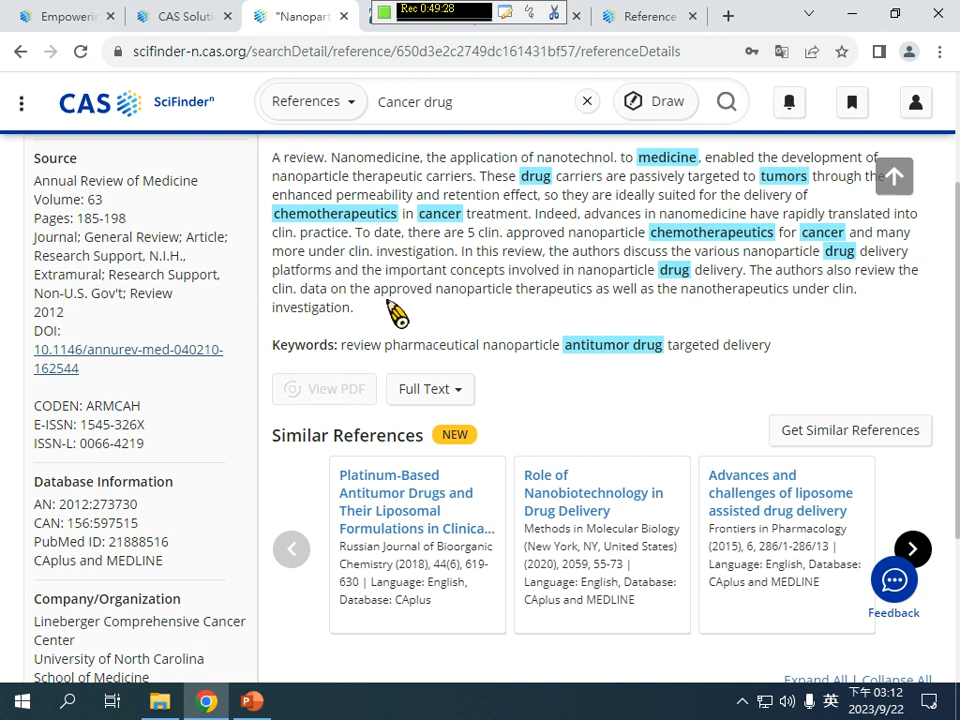 Empowerin
CAS Soluti
"Nanopart
Rec 0:49:28
Reference
scifinder-n.cas.org/searchDetail/reference/650d3e2c2749dc161431bf57/referenceDetails
CAS SciFinderⁿ
References
Cancer drug
Draw
Source
Annual Review of Medicine
Volume: 63
Pages: 185-198
Journal; General Review; Article;
Research Support, N.I.H.,
Extramural; Research Support,
Non-U.S. Gov't; Review
2012
DOI:
10.1146/annurev-med-040210-
162544
CODEN: ARMCAH
E-ISSN: 1545-326X
ISSN-L: 0066-4219
Database Information
AN: 2012:273730
CAN: 156:597515
PubMed ID: 21888516
CAplus and MEDLINE
Company/Organization
Lineberger Comprehensive Cancer
Center
University of North Carolina
School of Medicine
A review. Nanomedicine, the application of nanotechnol. to medicine, enabled the development of
nanoparticle therapeutic carriers. These drug carriers are passively targeted to tumors through the
enhanced permeability and retention effect, so they are ideally suited for the delivery of
chemotherapeutics in cancer treatment. Indeed, advances in nanomedicine have rapidly translated into
clin. practice. To date, there are 5 clin. approved nanoparticle chemotherapeutics for cancer and many
more under clin. investigation. In this review, the authors discuss the various nanoparticle drug delivery
platforms and the important concepts involved in nanoparticle drug delivery. The authors also review the
clin. data on the approved nanoparticle therapeutics as well as the nanotherapeutics under clin.
investigation.
Keywords: review pharmaceutical nanoparticle antitumor drug targeted delivery
View PDF
Full Text
Similar References NEW
Get Similar References
Platinum-Based
Antitumor Drugs and
Their Liposomal
Formulations in Clinica...
Russian Journal of Bioorganic
Chemistry (2018), 44(6), 619-
630 | Language: English,
Database: CAplus
Role of
Nanobiotechnology in
Drug Delivery
Methods in Molecular Biology
(New York, NY, United States)
(2020), 2059, 55-73 |
Language: English, Database:
CAplus and MEDLINE
Advances and
challenges of liposome
assisted drug delivery
Frontiers in Pharmacology
(2015), 6, 286/1-286/13 |
Language: English, Database:
CAplus and MEDLINE
Feedback
Expand All | Collapse All
英
下午 03:12
2023/9/22